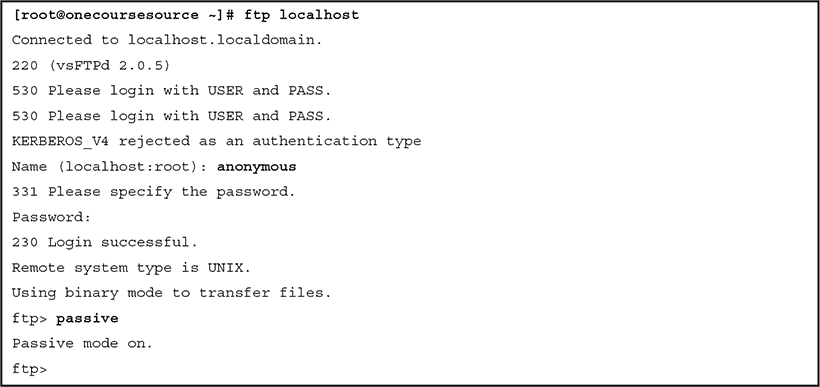 [root@onecoursesource ~]# ftp localhost
Connected to localhost.localdomain.
220 (vsFTPd 2.0.5)
530 Please login with USER and PASS.
530 Please login with USER and PASS.
KERBEROS_V4 rejected as an authentication type
Name (localhost:root): anonymous
331 Please specify the password.
Password:
230 Login successful.
Remote system type is UNIX.
Using binary mode to transfer files.
ftp> passive
Passive mode on.
ftp>